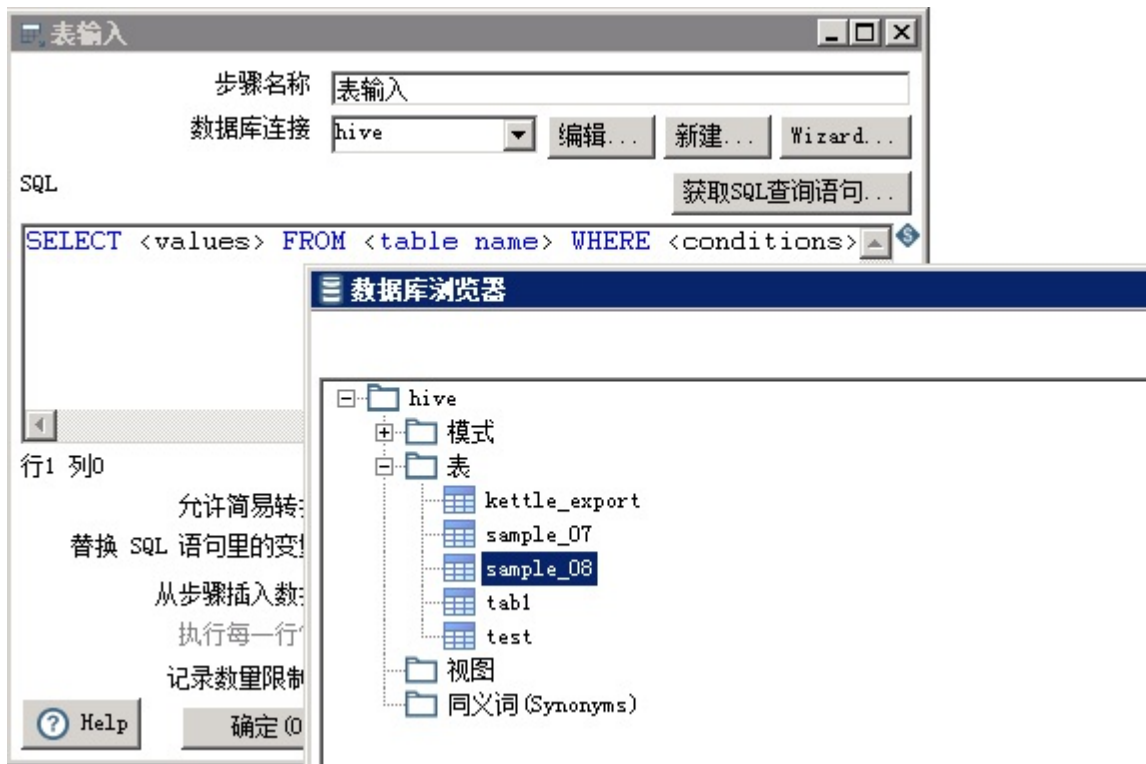 表输入
步骤名称 表输入
数据库连接 hive 编辑... 新建... Wizard...
SQL 获取SQL查询语句...
SELECT <values> FROM <table name> WHERE <conditions>
数据库浏览器
hive
模式
表
kettle_export
sample_07
sample_08
tab1
test
视图
同义词(Synonyms)
行1 列0
允许简易转
替换 SQL 语句里的变
从步骤插入数
执行每一行
记录数量限制
Help 确定(O